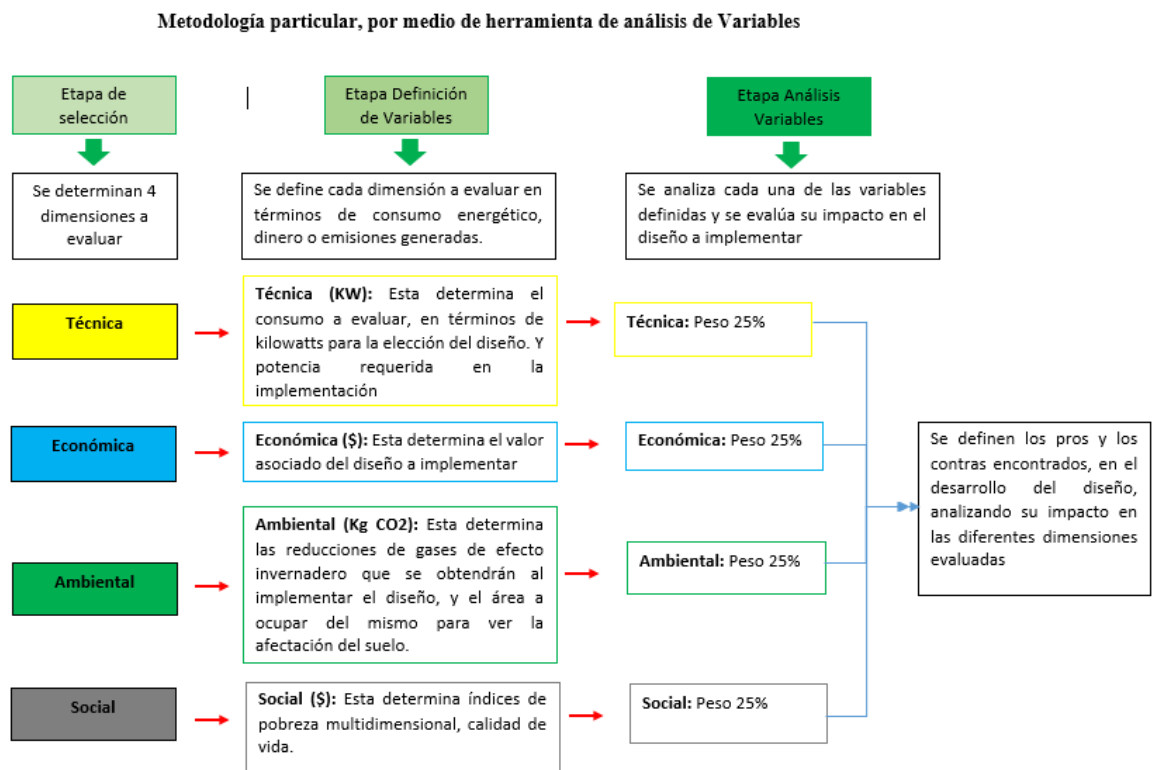 Metodología particular, por medio de herramienta de análisis de Variables
Etapa de
selección
Etapa Definición
de Variables
Etapa Análisis
Variables
Se determinan 4
dimensiones a
evaluar
Se define cada dimensión a evaluar en
términos de consumo energético,
dinero o emisiones generadas.
Se analiza cada una de las variables
definidas y se evalúa su impacto en el
diseño a implementar
Técnica
Técnica (KW): Esta determina el
consumo a evaluar, en términos de
kilowatts para la elección del diseño. Y
potencia requerida en la
implementación
Técnica: Peso 25%
Económica
Económica ($): Esta determina el valor
asociado del diseño a implementar
Económica: Peso 25%
Ambiental
Ambiental (Kg CO2): Esta determina
las reducciones de gases de efecto
invernadero que se obtendrán al
implementar el diseño, y el área a
ocupar del mismo para ver la
afectación del suelo.
Ambiental: Peso 25%
Social
Social ($): Esta determina índices de
pobreza multidimensional, calidad de
vida.
Social: Peso 25%
Se definen los pros y los
contras encontrados, en el
desarrollo del diseño,
analizando su impacto en
las diferentes dimensiones
evaluadas